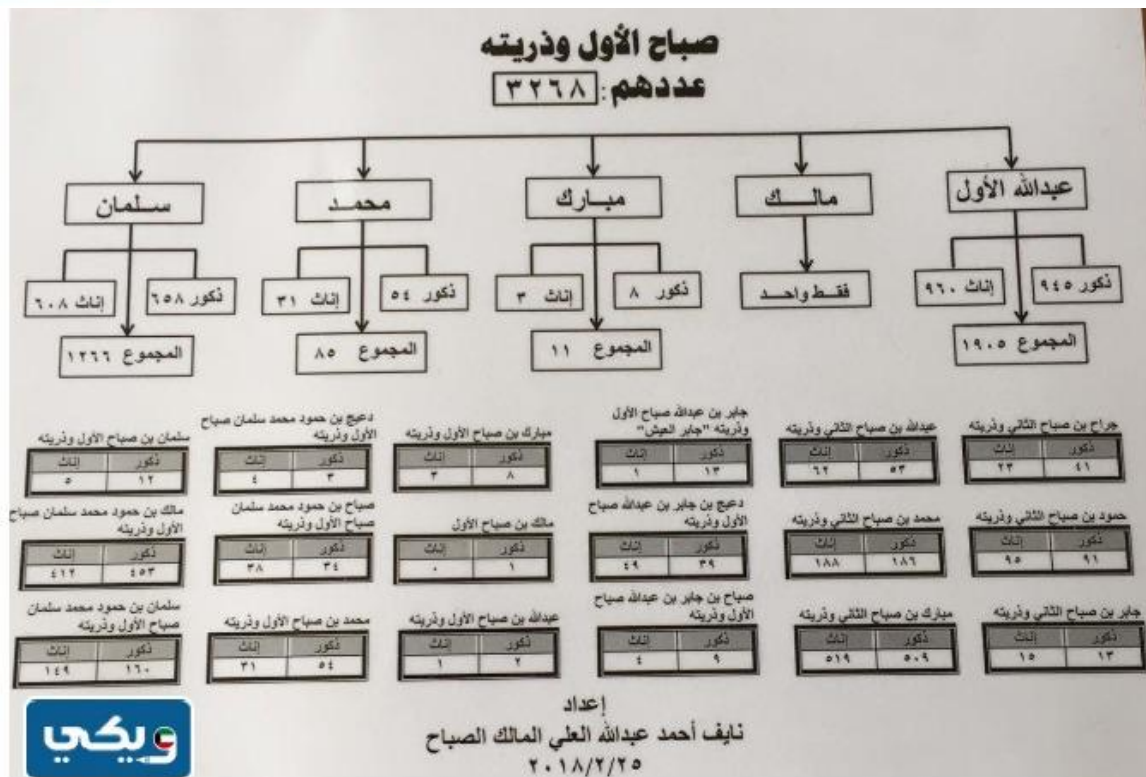 صباح الأول وذريته
عددهم: ٣٢٦٨
عبدالله الأول
مالك
مبارك
محمد
سلمان
ذكور ٩٤٥
إناث ٩٦٠
فقط واحد
ذكور ٨
إناث ٣
ذكور ٥٤
إناث ٣١
ذكور ٦٥٨
إناث ٦٠٨
المجموع ١٩٠٥
المجموع ١١
المجموع ٨٥
المجموع ١٢٦٦
جراح بن صباح الثاني وذريته
ذكور إناث
٤١ ٢٣
عبدالله بن صباح الثاني وذريته
ذكور إناث
٥٣ ٦٢
جابر بن عبدالله صباح الأول
وذريته "جابر العيش"
ذكور إناث
١٣ ١
مبارك بن صباح الأول وذريته
ذكور إناث
٨ ٣
دعيج بن حمود محمد سلمان صباح
الأول وذريته
ذكور إناث
٣ ٤
سلمان بن صباح الأول وذريته
ذكور إناث
١٢ ٥
حمود بن صباح الثاني وذريته
ذكور إناث
٩١ ٩٥
محمد بن صباح الثاني وذريته
ذكور إناث
١٨٦ ١٨٨
دعيج بن جابر بن عبدالله صباح
الأول وذريته
ذكور إناث
٣٩ ٤٩
مالك بن صباح الأول
ذكور إناث
١ ٠
صباح بن حمود محمد سلمان
صباح الأول وذريته
ذكور إناث
٣٤ ٣٨
مالك بن حمود محمد سلمان صباح
الأول وذريته
ذكور إناث
٤٥٣ ٤١٢
جابر بن صباح الثاني وذريته
ذكور إناث
١٣ ١٥
مبارك بن صباح الثاني وذريته
ذكور إناث
٥٠٩ ٥١٩
صباح بن جابر بن عبدالله صباح
الأول وذريته
ذكور إناث
٩ ٤
عبدالله بن صباح الأول وذريته
ذكور إناث
٢ ١
محمد بن صباح الأول وذريته
ذكور إناث
٥٤ ٣١
سلمان بن حمود محمد سلمان
صباح الأول وذريته
ذكور إناث
١٦٠ ١٤٩
إعداد
نايف أحمد عبدالله العلي المالك الصباح
٢٠١٨/٢/٢٥
ويكي